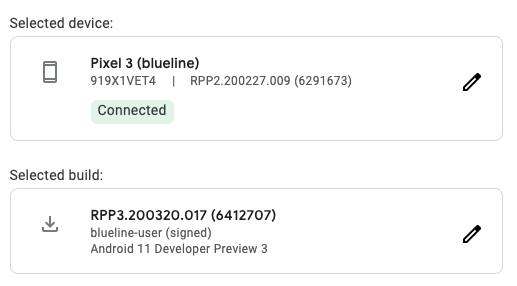 Selected device:
Pixel 3 (blueline)
919X1VET4 | RPP2.200227.009 (6291673)
Connected
Selected build:
RPP3.200320.017 (6412707)
blueline-user (signed)
Android 11 Developer Preview 3